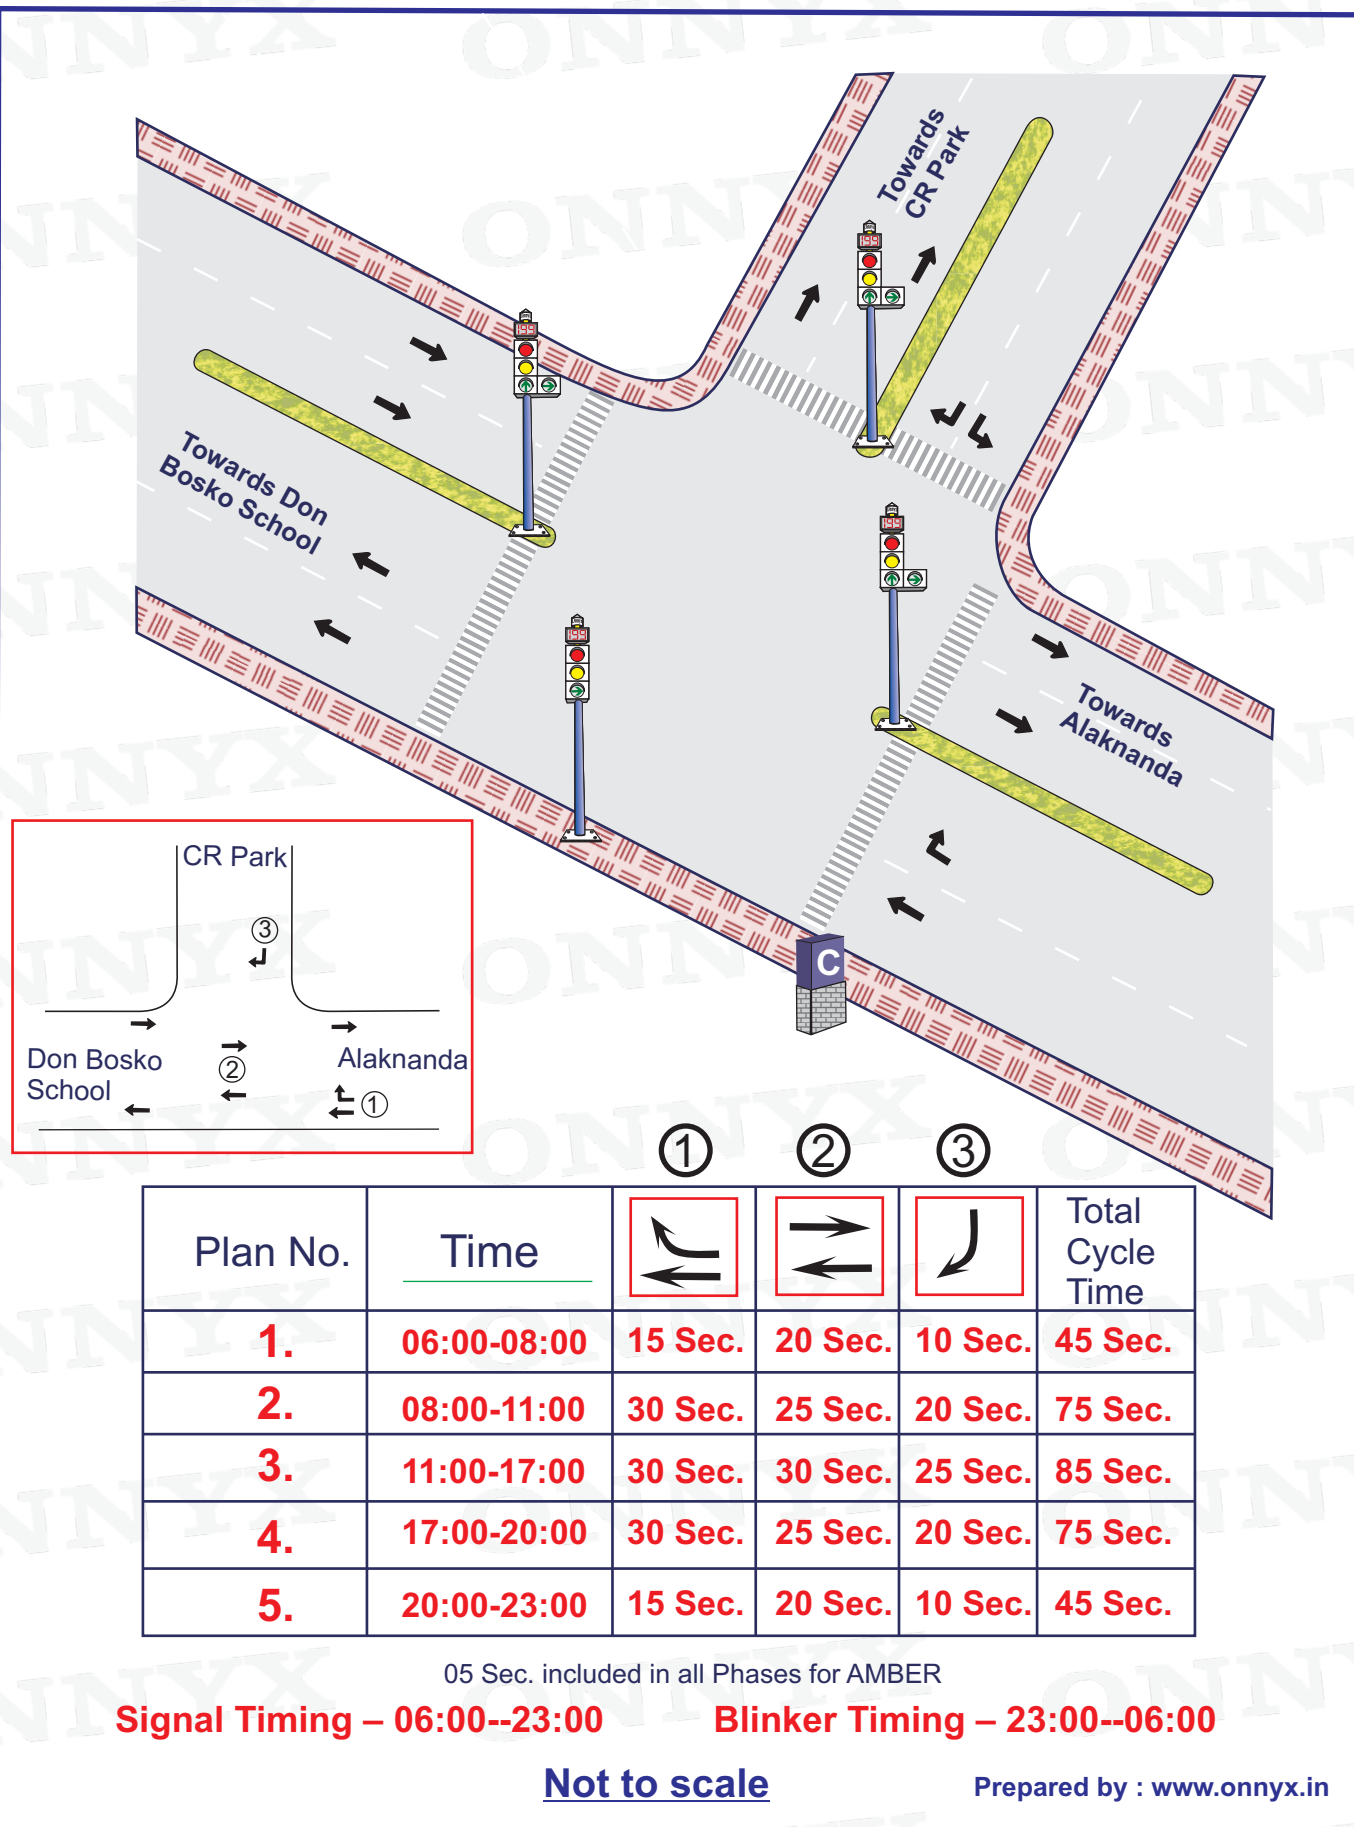 Towards
CR Park
199
199
Towards Don
Bosko School
199
199
Towards
Alaknanda
C
CR Park
3
Don Bosko
School
2
Alaknanda
1
1 2 3
Plan No. Time Total
Cycle
Time
1. 06:00-08:00 15 Sec. 20 Sec. 10 Sec. 45 Sec.
2. 08:00-11:00 30 Sec. 25 Sec. 20 Sec. 75 Sec.
3. 11:00-17:00 30 Sec. 30 Sec. 25 Sec. 85 Sec.
4. 17:00-20:00 30 Sec. 25 Sec. 20 Sec. 75 Sec.
5. 20:00-23:00 15 Sec. 20 Sec. 10 Sec. 45 Sec.
05 Sec. included in all Phases for AMBER
Signal Timing – 06:00--23:00 Blinker Timing – 23:00--06:00
Not to scale
Prepared by : www.onnyx.in
ONNYX